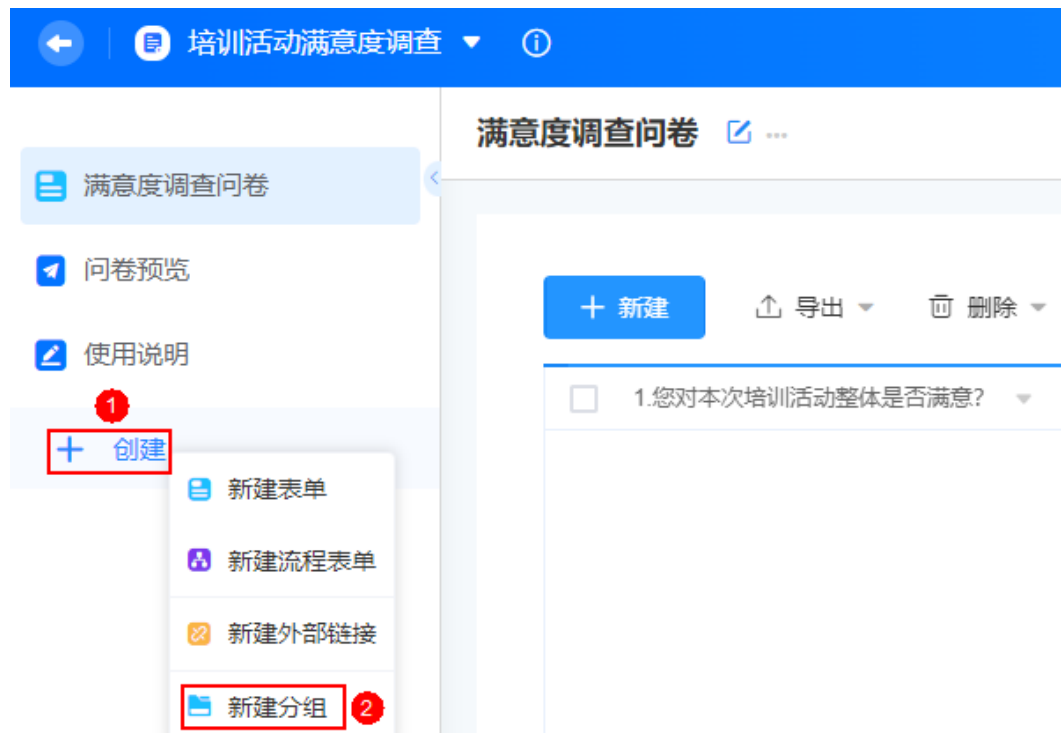 培训活动满意度调查
满意度调查问卷 ...
满意度调查问卷
问卷预览
使用说明
1
+ 创建
新建表单
新建流程表单
新建外部链接
新建分组 2
+ 新建 导出 删除
1.您对本次培训活动整体是否满意?